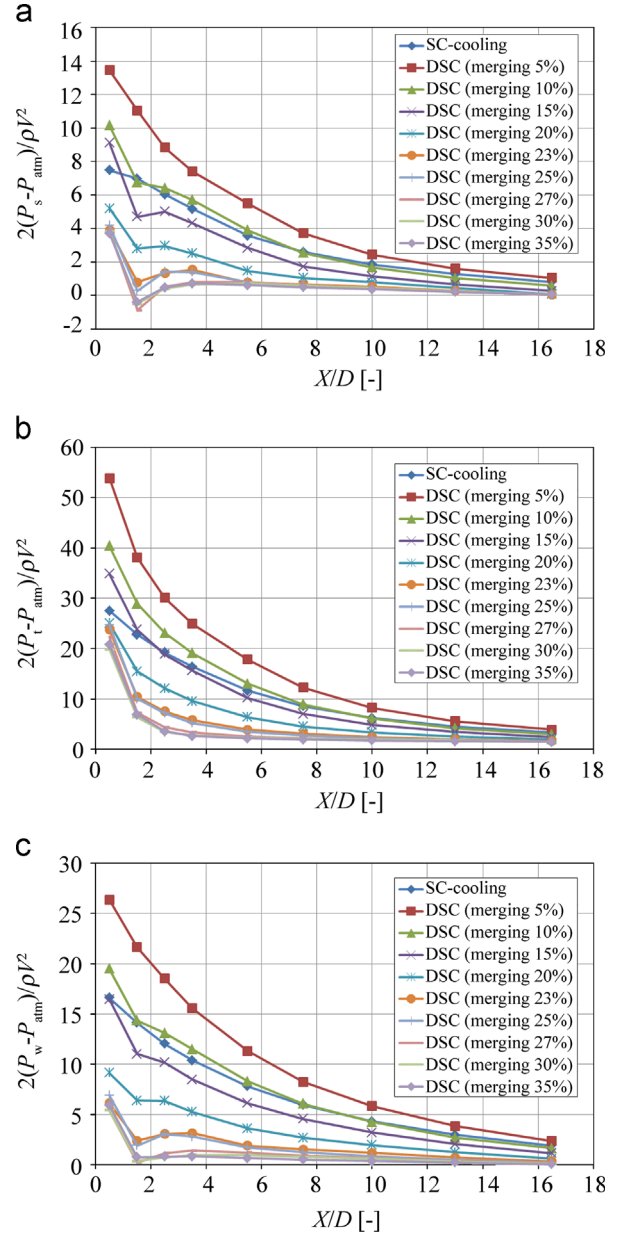 a
2(Ps-Patm)/ρV²
16
14
12
10
8
6
4
2
0
-2
0 2 4 6 8 10 12 14 16 18
X/D [-]
SC-cooling
DSC (merging 5%)
DSC (merging 10%)
DSC (merging 15%)
DSC (merging 20%)
DSC (merging 23%)
DSC (merging 25%)
DSC (merging 27%)
DSC (merging 30%)
DSC (merging 35%)
b
2(Pt-Patm)/ρV²
60
50
40
30
20
10
0
0 2 4 6 8 10 12 14 16 18
X/D [-]
SC-cooling
DSC (merging 5%)
DSC (merging 10%)
DSC (merging 15%)
DSC (merging 20%)
DSC (merging 23%)
DSC (merging 25%)
DSC (merging 27%)
DSC (merging 30%)
DSC (merging 35%)
c
2(Pw-Patm)/ρV²
30
25
20
15
10
5
0
0 2 4 6 8 10 12 14 16 18
X/D [-]
SC-cooling
DSC (merging 5%)
DSC (merging 10%)
DSC (merging 15%)
DSC (merging 20%)
DSC (merging 23%)
DSC (merging 25%)
DSC (merging 27%)
DSC (merging 30%)
DSC (merging 35%)